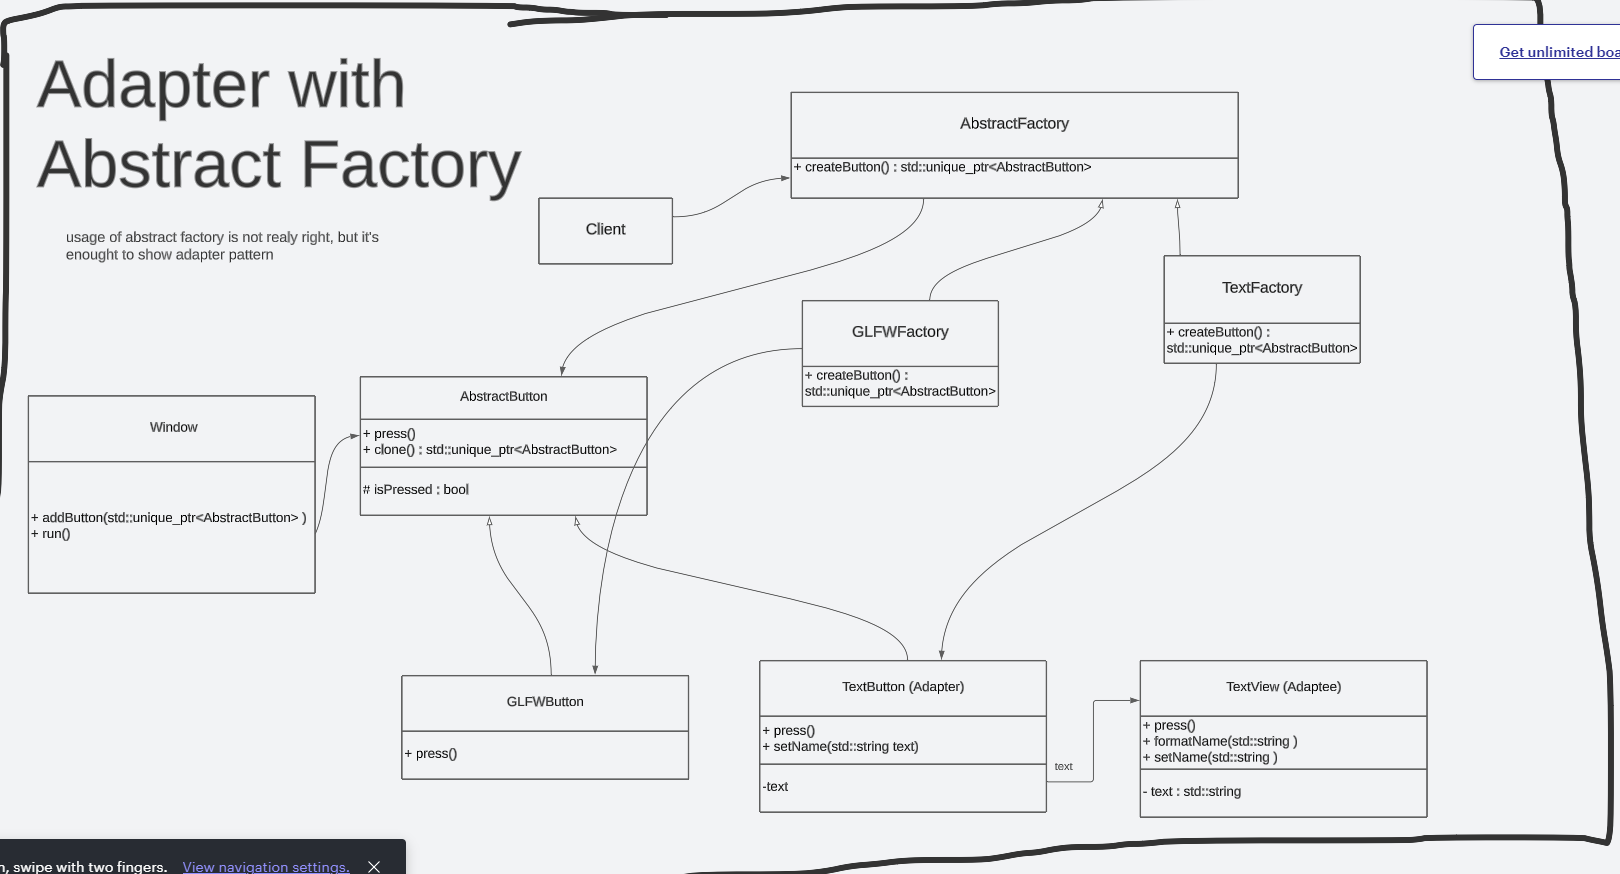 Adapter with
Abstract Factory
usage of abstract factory is not realy right, but it's
enought to show adapter pattern
Get unlimited boa
AbstractFactory
+ createButton() : std::unique_ptr<AbstractButton>
Client
TextFactory
+ createButton() :
std::unique_ptr<AbstractButton>
GLFWFactory
+ createButton() :
std::unique_ptr<AbstractButton>
AbstractButton
+ press()
+ clone() : std::unique_ptr<AbstractButton>
# isPressed : bool
Window
+ addButton(std::unique_ptr<AbstractButton> )
+ run()
GLFWButton
+ press()
TextButton (Adapter)
+ press()
+ setName(std::string text)
-text
text
TextView (Adaptee)
+ press()
+ formatName(std::string )
+ setName(std::string )
- text : std::string
, swipe with two fingers. View navigation settings.